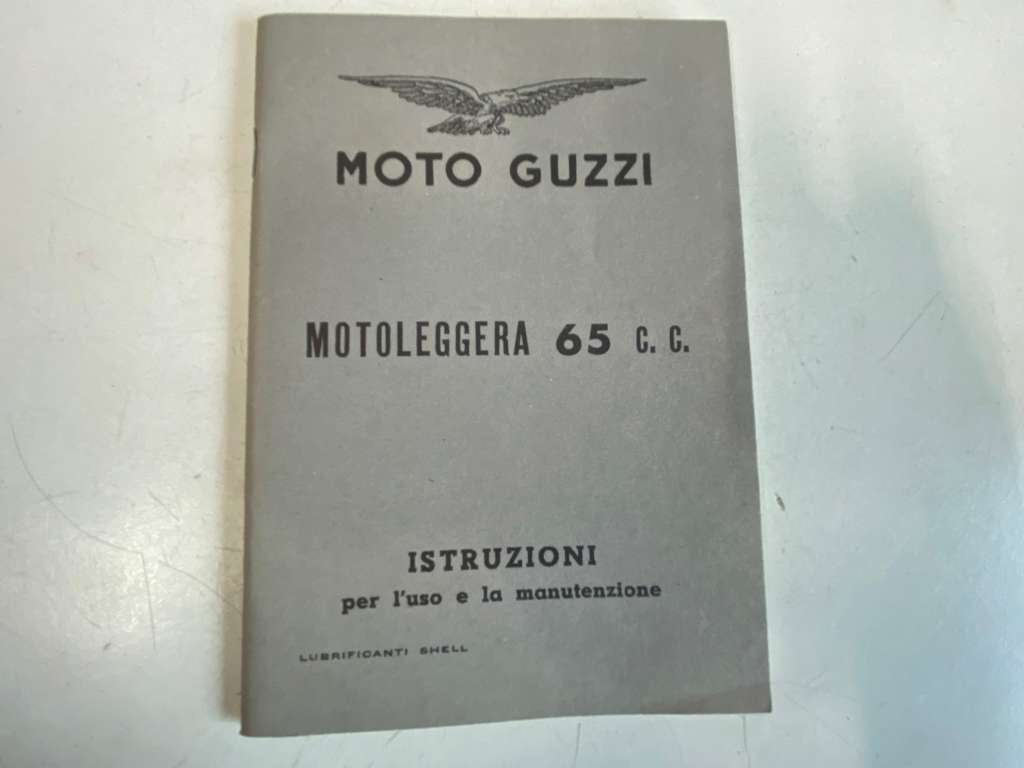 MOTO GUZZI
MOTOLEGGERA 65 C. C.
ISTRUZIONI
per l'uso e la manutenzione
LUBRIFICANTI SHELL